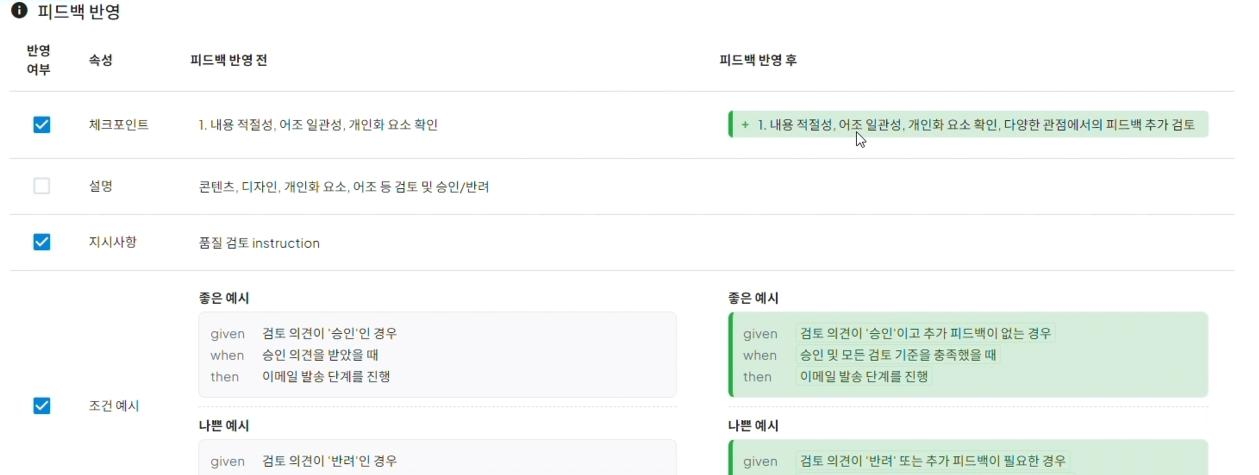 피드백 반영
반영 여부 속성 피드백 반영 전 피드백 반영 후
체크포인트 1. 내용 적절성, 어조 일관성, 개인화 요소 확인 + 1. 내용 적절성, 어조 일관성, 개인화 요소 확인, 다양한 관점에서의 피드백 추가 검토
설명 콘텐츠, 디자인, 개인화 요소, 어조 등 검토 및 승인/반려
지시사항 품질 검토 instruction
조건 예시
좋은 예시
given 검토 의견이 '승인'인 경우
when 승인 의견을 받았을 때
then 이메일 발송 단계를 진행
나쁜 예시
given 검토 의견이 '반려'인 경우
좋은 예시
given 검토 의견이 '승인'이고 추가 피드백이 없는 경우
when 승인 및 모든 검토 기준을 충족했을 때
then 이메일 발송 단계를 진행
나쁜 예시
given 검토 의견이 '반려' 또는 추가 피드백이 필요한 경우